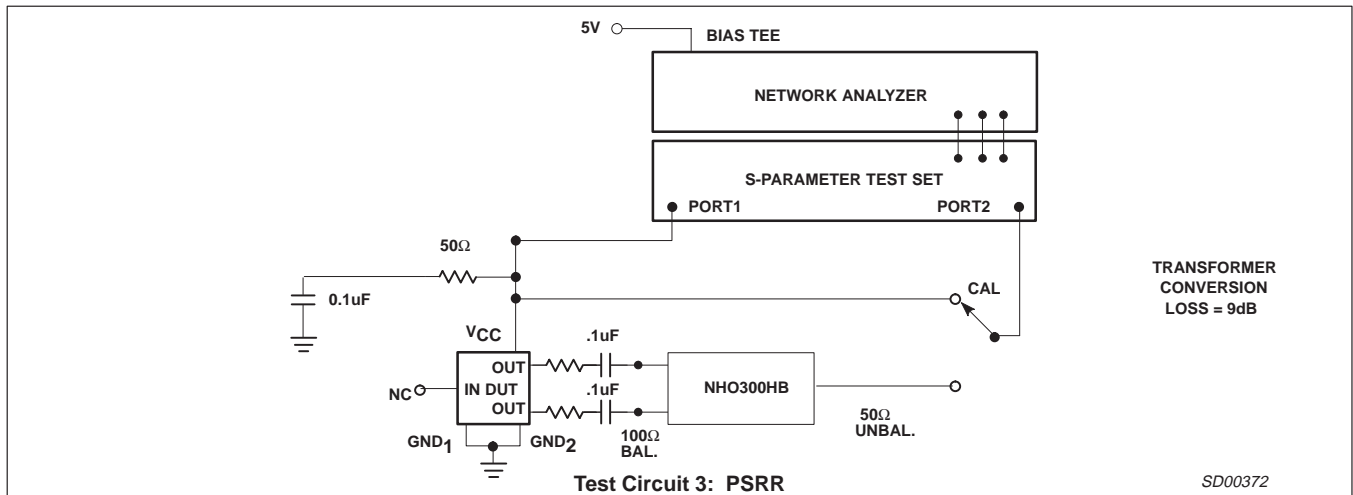 5V
BIAS TEE
NETWORK ANALYZER
S-PARAMETER TEST SET
PORT1
PORT2
50Ω
0.1uF
CAL
TRANSFORMER
CONVERSION
LOSS = 9dB
VCC
.1uF
OUT
NC
IN DUT
.1uF
OUT
NHO300HB
GND1
GND2
100Ω
BAL.
50Ω
UNBAL.
Test Circuit 3: PSRR
SD00372